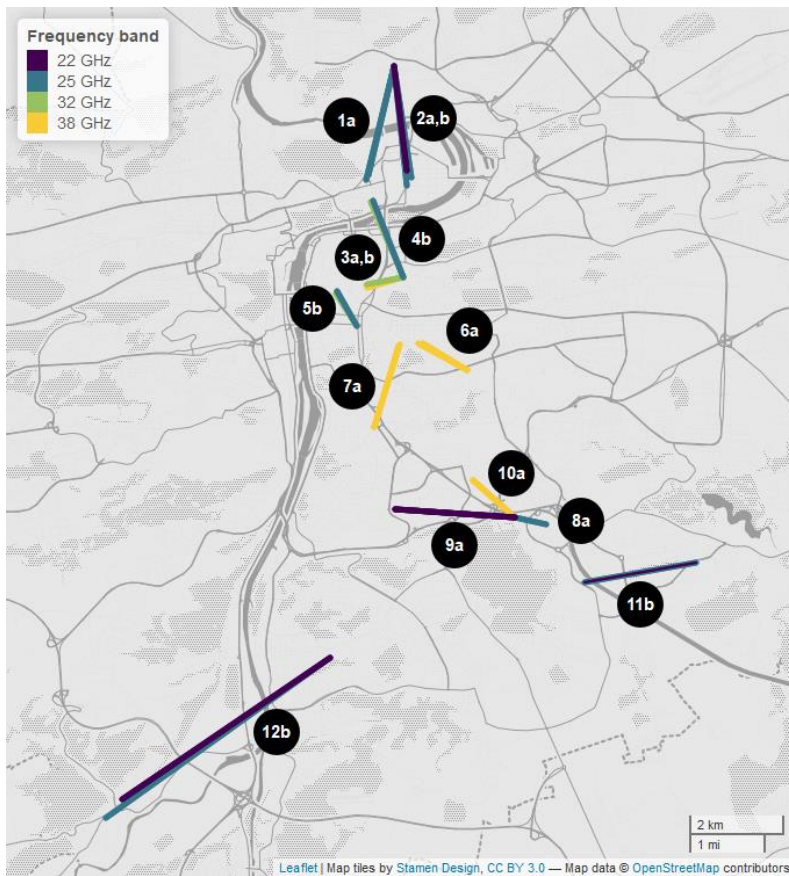 Frequency band
22 GHz
25 GHz
32 GHz
38 GHz
1a
2a,b
4b
3a,b
5b
6a
7a
10a
8a
9a
11b
12b
2 km
1 mi
Leaflet | Map tiles by Stamen Design, CC BY 3.0 — Map data © OpenStreetMap contributors